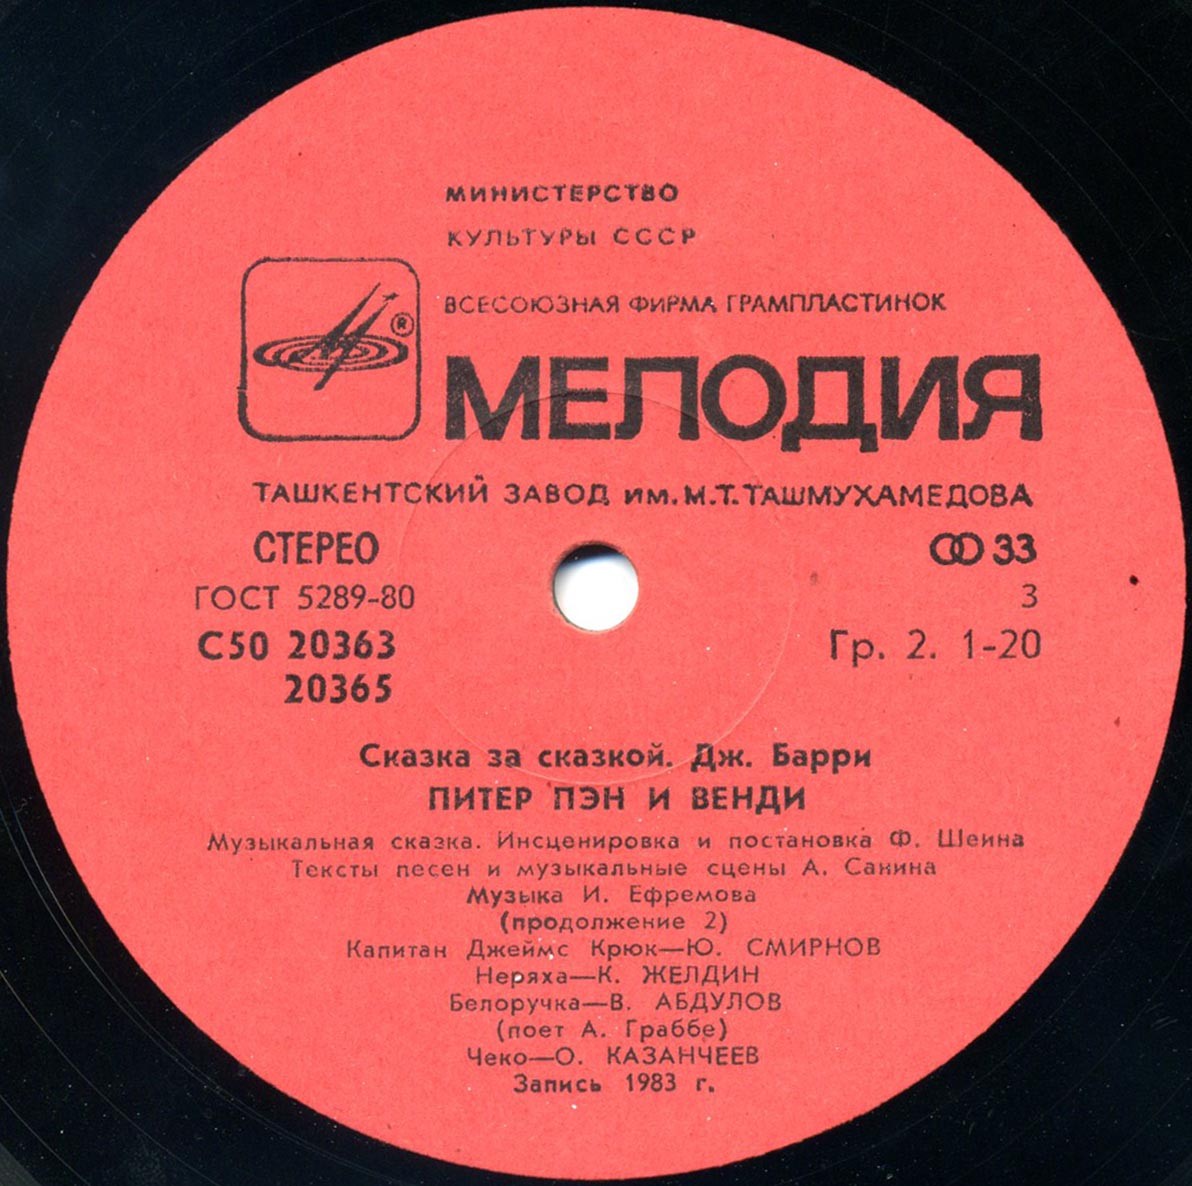 МИНИСТЕРСТВО
КУЛЬТУРЫ СССР
ВСЕСОЮЗНАЯ ФИРМА ГРАМПЛАСТИНОК
®
МЕЛОДИЯ
ТАШКЕНТСКИЙ ЗАВОД им. М.Т. ТАШМУХАМЕДОВА
СТЕРЕО 33
ГОСТ 5289-80 3
С50 20363 Гр. 2. 1-20
20365
Сказка за сказкой. Дж. Барри
ПИТЕР ПЭН И ВЕНДИ
Музыкальная сказка. Инсценировка и постановка Ф. Шеина
Тексты песен и музыкальные сцены А. Санина
Музыка И. Ефремова
(продолжение 2)
Капитан Джеймс Крюк—Ю. СМИРНОВ
Неряха—К. ЖЕЛДИН
Белоручка—В. АБДУЛОВ
(поет А. Граббе)
Чеко—О. КАЗАНЧЕЕВ
Запись 1983 г.